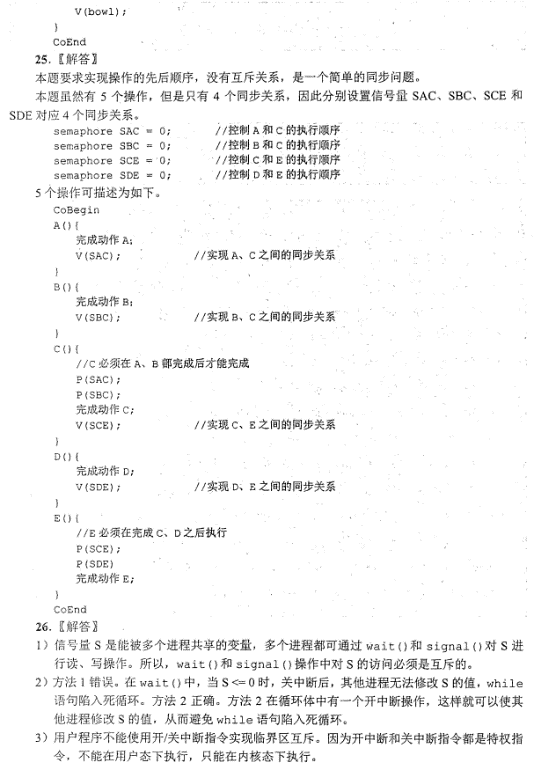 V(bowl);
}
CoEnd
25.〖解答〗
本题要求实现操作的先后顺序，没有互斥关系，是一个简单的同步问题。
本题虽然有 5 个操作，但是只有 4 个同步关系，因此分别设置信号量 SAC、SBC、SCE 和
SDE 对应 4 个同步关系。
semaphore SAC = 0; //控制 A 和 C 的执行顺序
semaphore SBC = 0; //控制 B 和 C 的执行顺序
semaphore SCE = 0; //控制 C 和 E 的执行顺序
semaphore SDE = 0; //控制 D 和 E 的执行顺序
5 个操作可描述为如下。
CoBegin
A(){
完成动作 A;
V(SAC); //实现 A、C 之间的同步关系
}
B(){
完成动作 B;
V(SBC); //实现 B、C 之间的同步关系
}
C(){
//C 必须在 A、B 都完成后才能完成
P(SAC);
P(SBC);
完成动作 C;
V(SCE); //实现 C、E 之间的同步关系
}
D(){
完成动作 D;
V(SDE); //实现 D、E 之间的同步关系
}
E(){
//E 必须在完成 C、D 之后执行
P(SCE);
P(SDE)
完成动作 E;
}
CoEnd
26.〖解答〗
1）信号量 S 是能被多个进程共享的变量，多个进程都可通过 wait()和 signal()对 S 进
行读、写操作。所以，wait()和 signal()操作中对 S 的访问必须是互斥的。
2）方法 1 错误。在 wait()中，当 S<=0 时，关中断后，其他进程无法修改 S 的值，while
语句陷入死循环。方法 2 正确。方法 2 在循环体中有一个开中断操作，这样就可以使其
他进程修改 S 的值，从而避免 while 语句陷入死循环。
3）用户程序不能使用开/关中断指令实现临界区互斥。因为开中断和关中断指令都是特权指
令，不能在用户态下执行，只能在内核态下执行。